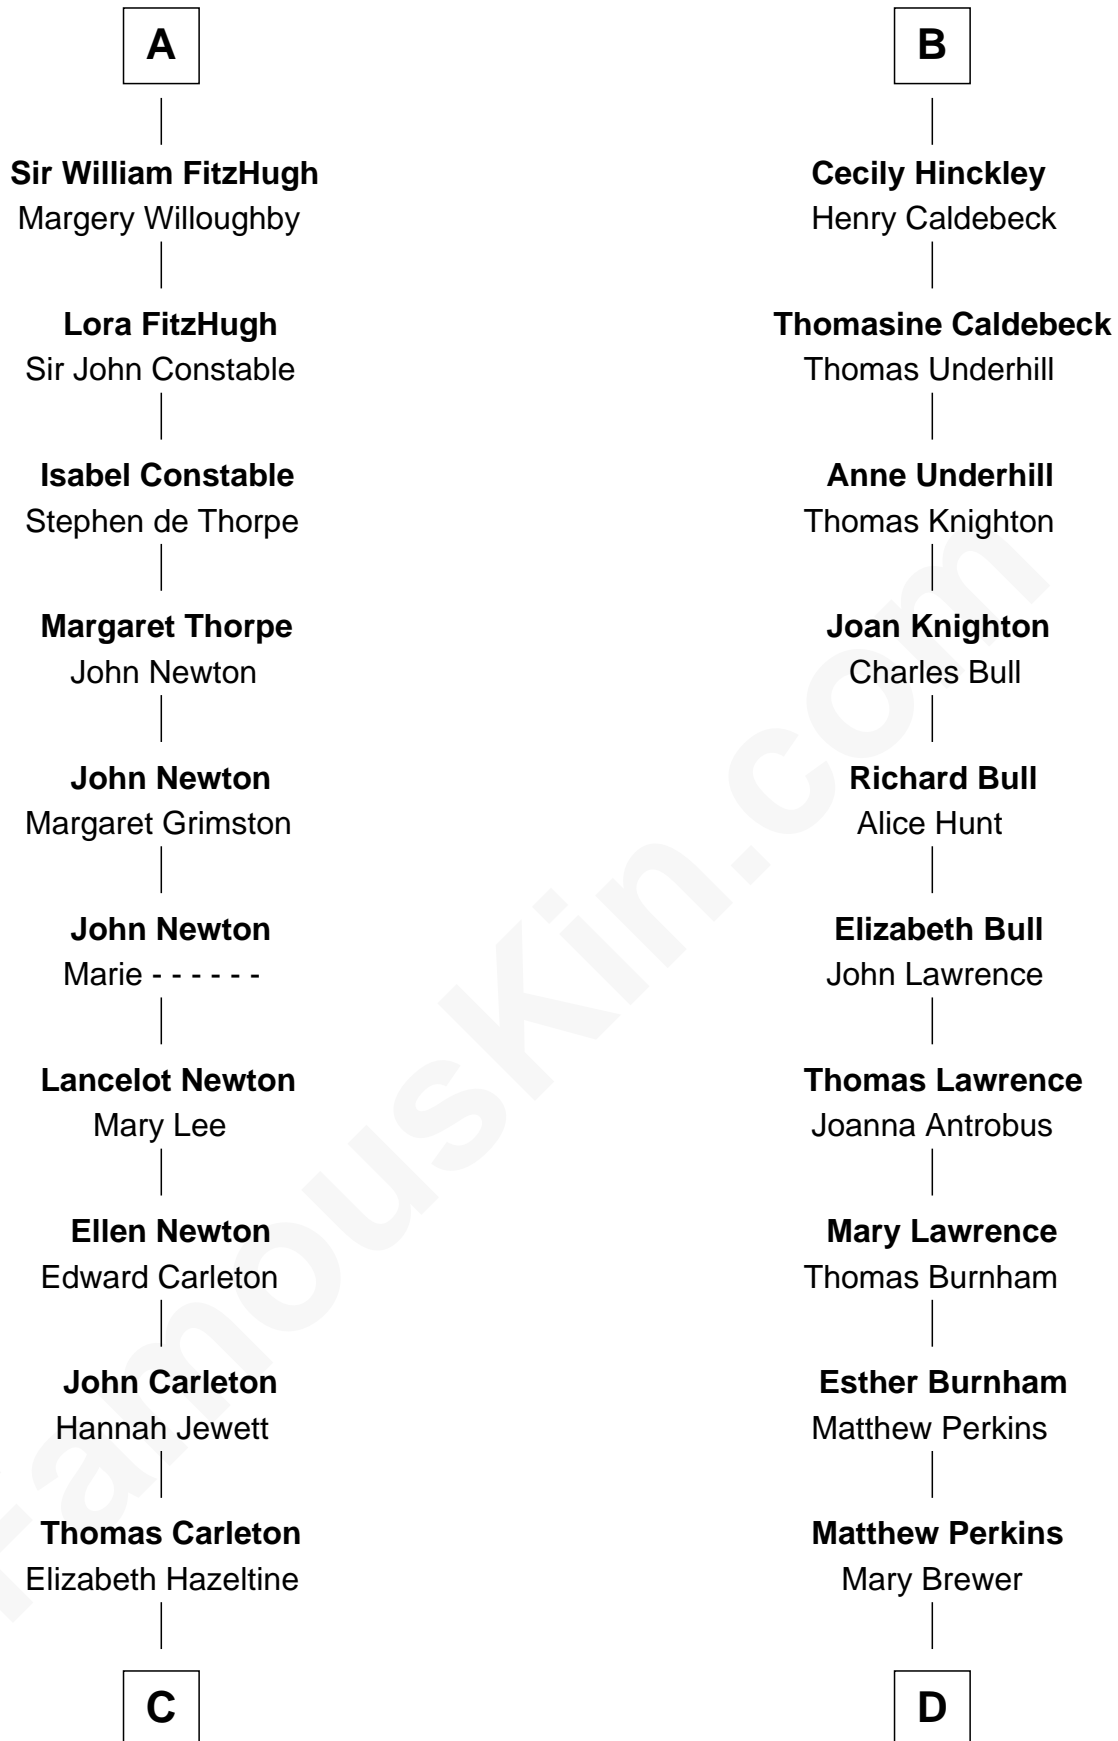 A
Sir William FitzHugh
Margery Willoughby
Lora FitzHugh
Sir John Constable
Isabel Constable
Stephen de Thorpe
Margaret Thorpe
John Newton
John Newton
Margaret Grimston
John Newton
Marie - - - - - -
Lancelot Newton
Mary Lee
Ellen Newton
Edward Carleton
John Carleton
Hannah Jewett
Thomas Carleton
Elizabeth Hazeltine
C
B
Cecily Hinckley
Henry Caldebeck
Thomasine Caldebeck
Thomas Underhill
Anne Underhill
Thomas Knighton
Joan Knighton
Charles Bull
Richard Bull
Alice Hunt
Elizabeth Bull
John Lawrence
Thomas Lawrence
Joanna Antrobus
Mary Lawrence
Thomas Burnham
Esther Burnham
Matthew Perkins
Matthew Perkins
Mary Brewer
D
FamousKin.com